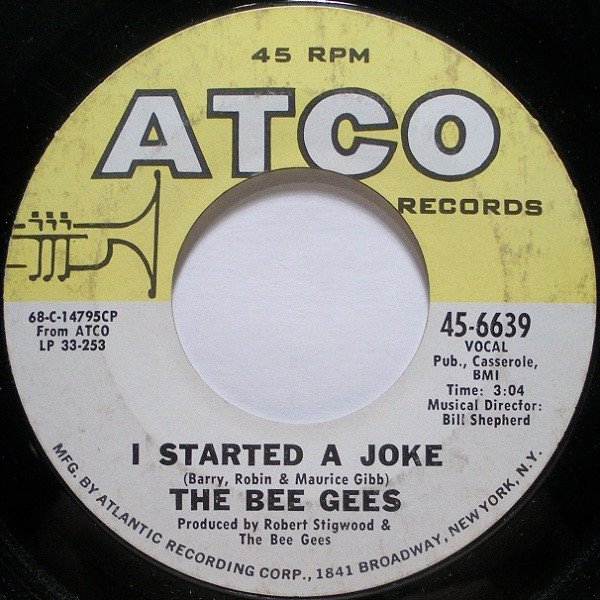 45 RPM
ATCO
RECORDS
68-C-14795CP
From ATCO
LP 33-253
45-6639
VOCAL
Pub., Casserole,
BMI
Time: 3:04
Musical Director:
Bill Shepherd
I STARTED A JOKE
(Barry, Robin & Maurice Gibb)
THE BEE GEES
Produced by Robert Stigwood &
The Bee Gees
MFG. BY ATLANTIC RECORDING CORP., 1841 BROADWAY, NEW YORK, N.Y.